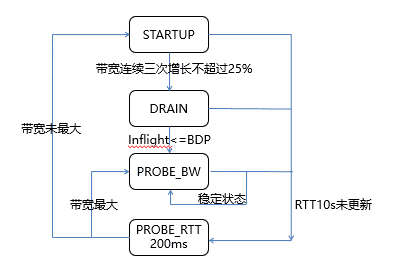 STARTUP
带宽连续三次增长不超过25%
DRAIN
带宽未最大
Inflight<=BDP
PROBE_BW
稳定状态
带宽最大
RTT10s未更新
PROBE_RTT
200ms